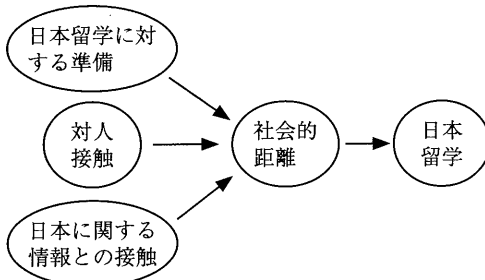 日本留学に対
する準備
対人
接触
日本に関する
情報との接触
社会的
距離
日本
留学